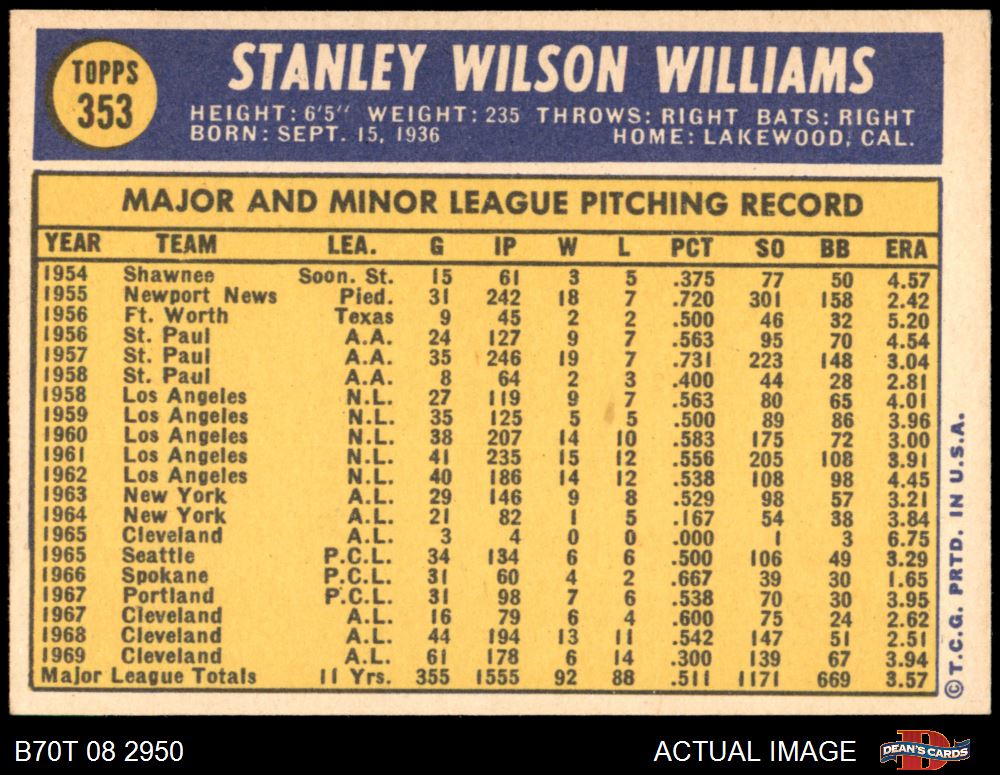 TOPPS
353
STANLEY WILSON WILLIAMS
HEIGHT: 6'5" WEIGHT: 235 THROWS: RIGHT BATS: RIGHT
BORN: SEPT. 15, 1936 HOME: LAKEWOOD, CAL.
MAJOR AND MINOR LEAGUE PITCHING RECORD
YEAR TEAM LEA. G IP W L PCT SO BB ERA
1954 Shawnee Soon. St. 15 61 3 5 .375 77 50 4.57
1955 Newport News Pied. 31 242 18 7 .720 301 158 2.42
1956 Ft. Worth Texas 9 45 2 2 .500 46 32 5.20
1956 St. Paul A.A. 24 127 9 7 .563 95 70 4.54
1957 St. Paul A.A. 35 246 19 7 .731 223 148 3.04
1958 St. Paul A.A. 8 64 2 3 .400 44 28 2.81
1958 Los Angeles N.L. 27 119 9 7 .563 80 65 4.01
1959 Los Angeles N.L. 35 125 5 5 .500 89 86 3.96
1960 Los Angeles N.L. 38 207 14 10 .583 175 72 3.00
1961 Los Angeles N.L. 41 235 15 12 .556 205 108 3.91
1962 Los Angeles N.L. 40 186 14 12 .538 108 98 4.45
1963 New York A.L. 29 146 9 8 .529 98 57 3.21
1964 New York A.L. 21 82 1 5 .167 54 38 3.84
1965 Cleveland A.L. 3 4 0 0 .000 1 3 6.75
1965 Seattle P.C.L. 34 134 6 6 .500 106 49 3.29
1966 Spokane P.C.L. 31 60 4 2 .667 39 30 1.65
1967 Portland P.C.L. 31 98 7 6 .538 70 30 3.95
1967 Cleveland A.L. 16 79 6 4 .600 75 24 2.62
1968 Cleveland A.L. 44 194 13 11 .542 147 51 2.51
1969 Cleveland A.L. 61 178 6 14 .300 139 67 3.94
Major League Totals 11 Yrs. 355 1555 92 88 .511 1171 669 3.57
©T.C.G. PRTD. IN U.S.A.
B70T 08 2950 ACTUAL IMAGE
DEAN'S CARDS